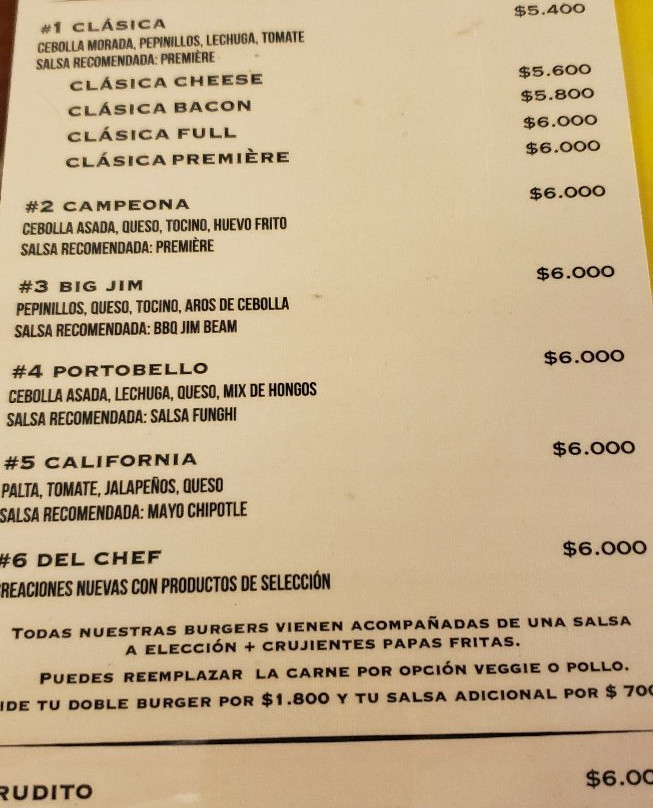 #1 CLÁSICA $5.400
CEBOLLA MORADA, PEPINILLOS, LECHUGA, TOMATE
SALSA RECOMENDADA: PREMIÈRE
CLÁSICA CHEESE $5.600
CLÁSICA BACON $5.800
CLÁSICA FULL $6.000
CLÁSICA PREMIÈRE $6.000
#2 CAMPEONA $6.000
CEBOLLA ASADA, QUESO, TOCINO, HUEVO FRITO
SALSA RECOMENDADA: PREMIÈRE
#3 BIG JIM $6.000
PEPINILLOS, QUESO, TOCINO, AROS DE CEBOLLA
SALSA RECOMENDADA: BBQ JIM BEAM
#4 PORTOBELLO $6.000
CEBOLLA ASADA, LECHUGA, QUESO, MIX DE HONGOS
SALSA RECOMENDADA: SALSA FUNGHI
#5 CALIFORNIA $6.000
PALTA, TOMATE, JALAPEÑOS, QUESO
SALSA RECOMENDADA: MAYO CHIPOTLE
#6 DEL CHEF $6.000
REACIONES NUEVAS CON PRODUCTOS DE SELECCIÓN
TODAS NUESTRAS BURGERS VIENEN ACOMPAÑADAS DE UNA SALSA
A ELECCIÓN + CRUJIENTES PAPAS FRITAS.
PUEDES REEMPLAZAR LA CARNE POR OPCIÓN VEGGIE O POLLO.
IDE TU DOBLE BURGER POR $1.800 Y TU SALSA ADICIONAL POR $ 700
RUDITO $6.00